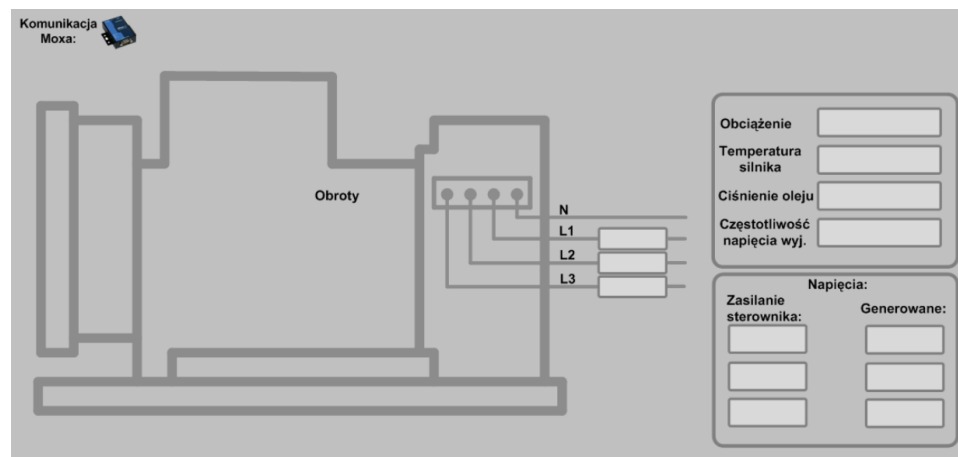 Komunikacja
Moxa:
Obroty
N
L1
L2
L3
Obciążenie
Temperatura
silnika
Ciśnienie oleju
Częstotliwość
napięcia wyj.
Napięcia:
Zasilanie
sterownika:
Generowane: